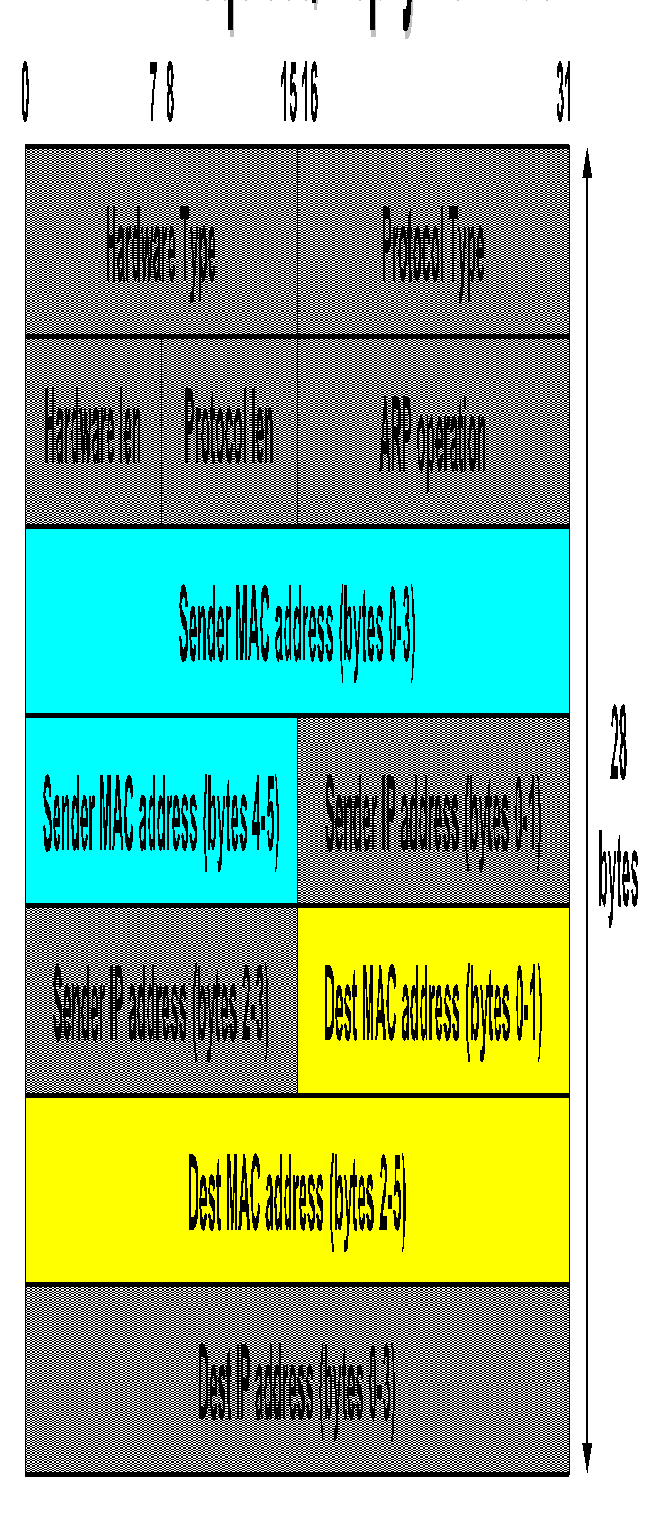 0 7 8 15 16 31
Hardware Type Protocol Type
Hardware len Protocol len ARP operation
Sender MAC address (bytes 0-3)
Sender MAC address (bytes 4-5) Sender IP address (bytes 0-1)
Sender IP address (bytes 2-3) Dest MAC address (bytes 0-1)
Dest MAC address (bytes 2-5)
Dest IP address (bytes 0-3)
28
bytes